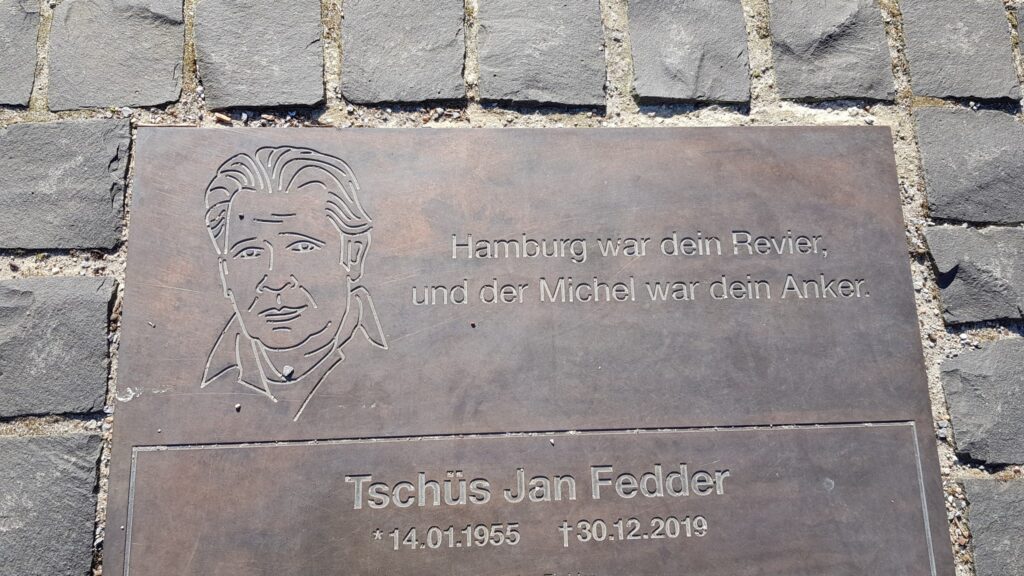 Hamburg war dein Revier,
und der Michel war dein Anker.
Tschüs Jan Fedder
*14.01.1955 †30.12.2019